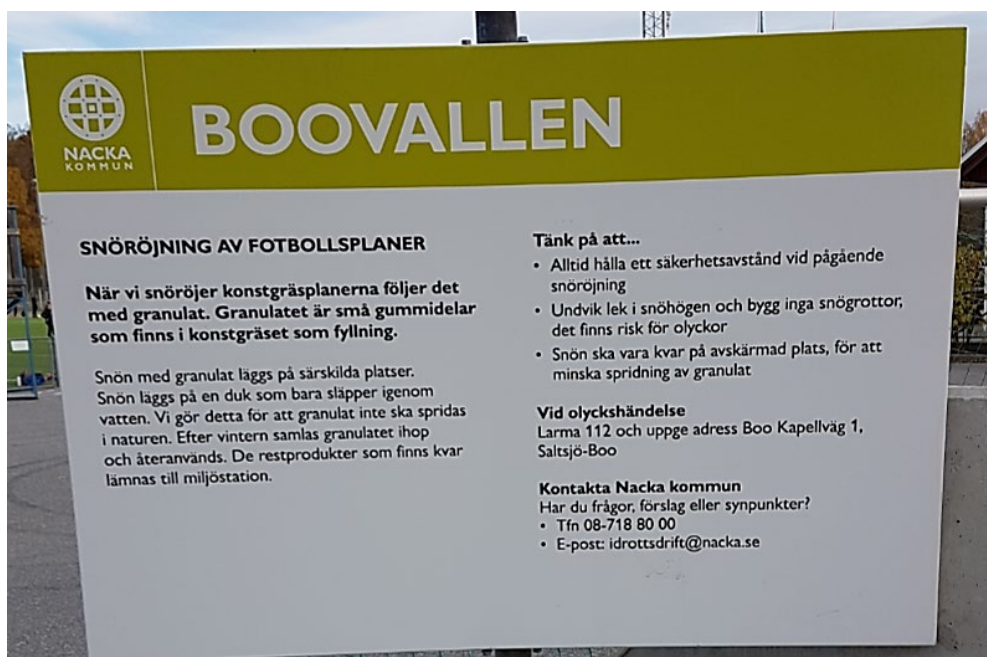 NACKA
KOMMUN
BOOVALLEN
SNÖRÖJNING AV FOTBOLLSPLANER
När vi snöröjer konstgräsplanerna följer det
med granulat. Granulatet är små gummidelar
som finns i konstgräset som fyllning.
Snön med granulat läggs på särskilda platser.
Snön läggs på en duk som bara släpper igenom
vatten. Vi gör detta för att granulat inte ska spridas
i naturen. Efter vintern samlas granulatet ihop
och återanvänds. De restprodukter som finns kvar
lämnas till miljöstation.
Tänk på att...
• Alltid hålla ett säkerhetsavstånd vid pågående
snöröjning
• Undvik lek i snöhögen och bygg inga snögrottor,
det finns risk för olyckor
• Snön ska vara kvar på avskärmad plats, för att
minska spridning av granulat
Vid olyckshändelse
Larma 112 och uppge adress Boo Kapellväg 1,
Saltsjö-Boo
Kontakta Nacka kommun
Har du frågor, förslag eller synpunkter?
• Tfn 08-718 80 00
• E-post: idrottsdrift@nacka.se